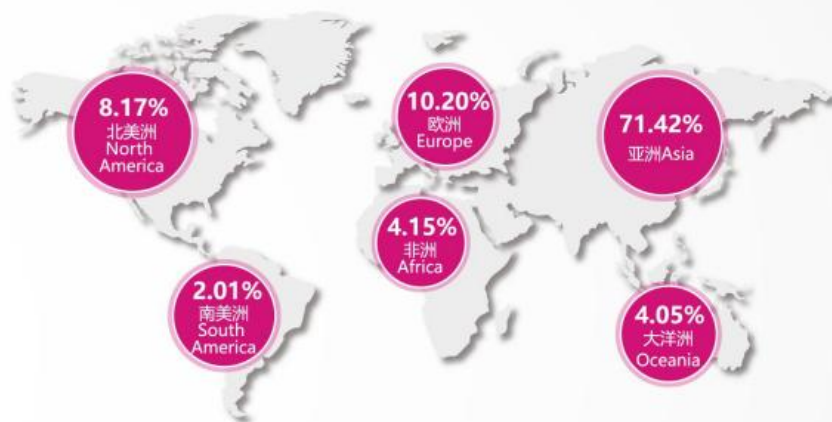 8.17%
北美洲
North
America
10.20%
欧洲
Europe
71.42%
亚洲Asia
4.15%
非洲
Africa
2.01%
南美洲
South
America
4.05%
大洋洲
Oceania